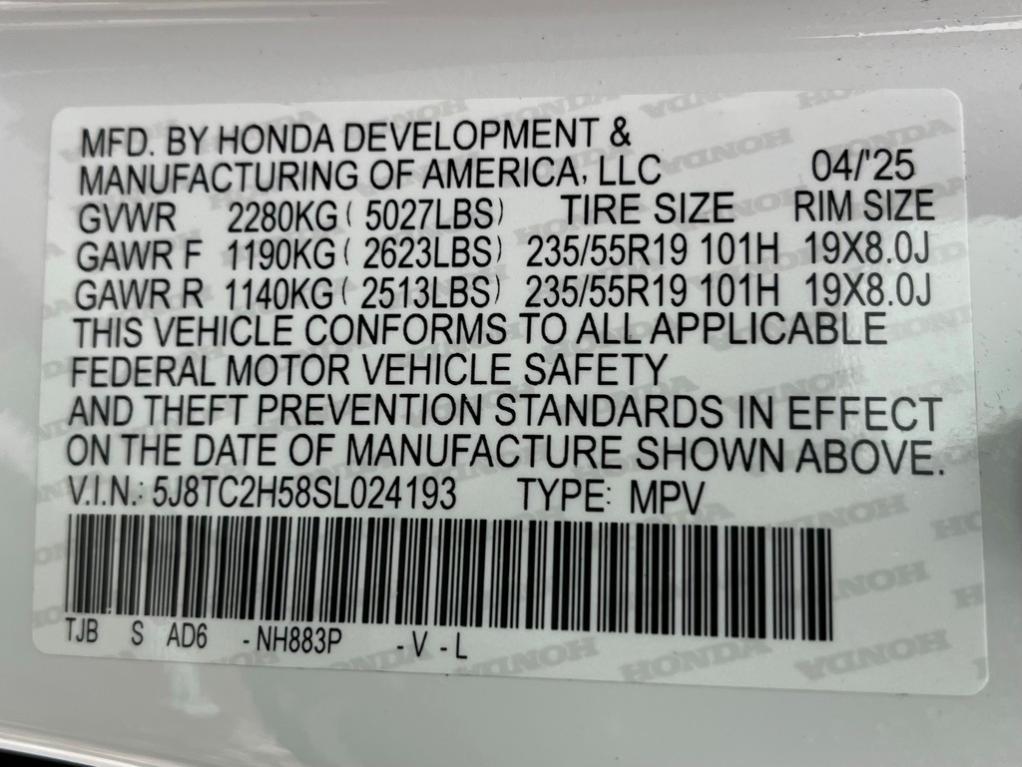 MFD. BY HONDA DEVELOPMENT &
MANUFACTURING OF AMERICA, LLC 04/'25
GVWR 2280KG ( 5027LBS) TIRE SIZE RIM SIZE
GAWR F 1190KG ( 2623LBS) 235/55R19 101H 19X8.0J
GAWR R 1140KG ( 2513LBS) 235/55R19 101H 19X8.0J
THIS VEHICLE CONFORMS TO ALL APPLICABLE
FEDERAL MOTOR VEHICLE SAFETY
AND THEFT PREVENTION STANDARDS IN EFFECT
ON THE DATE OF MANUFACTURE SHOWN ABOVE.
V.I.N.: 5J8TC2H58SL024193 TYPE: MPV
TJB S AD6 -NH883P -V-L